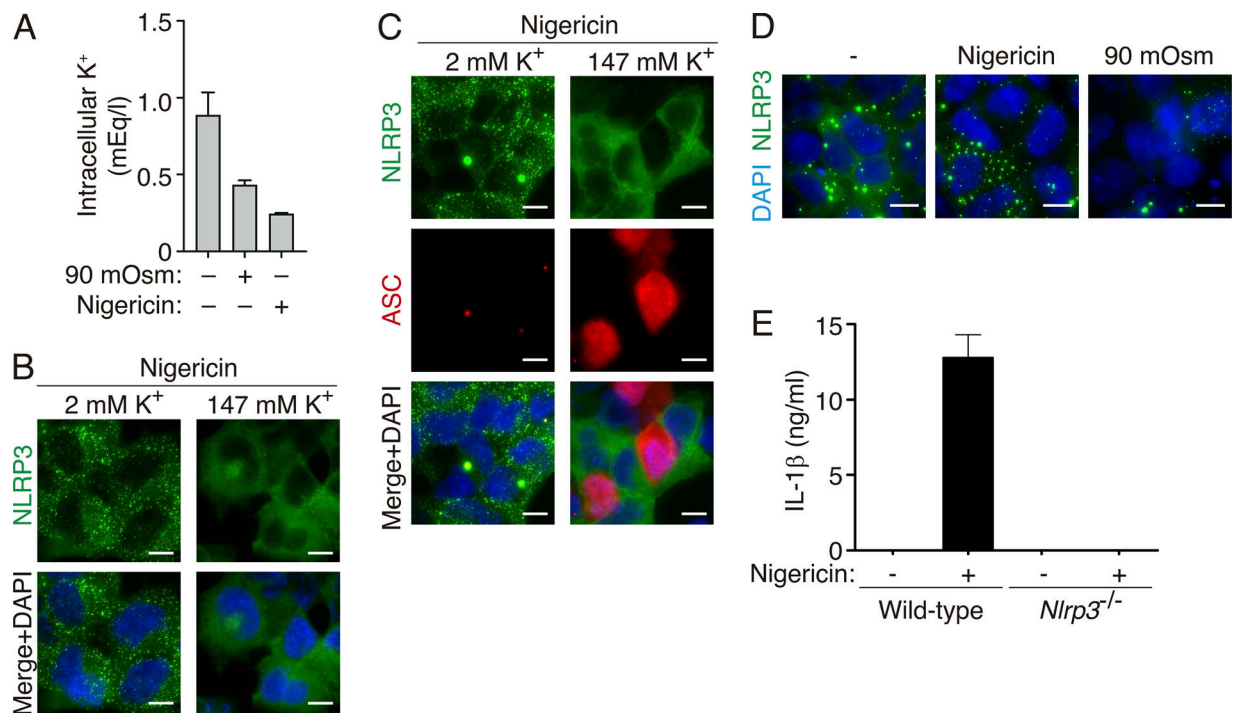 A
1.5
1.0
0.5
0
Intracellular K⁺
(mEq/l)
90 mOsm: – + –
Nigericin: – – +
B
Nigericin
2 mM K⁺ 147 mM K⁺
NLRP3
Merge+DAPI
C
Nigericin
2 mM K⁺ 147 mM K⁺
NLRP3
ASC
Merge+DAPI
D
- Nigericin 90 mOsm
DAPI NLRP3
E
15
10
5
0
IL-1β (ng/ml)
Nigericin: - + - +
Wild-type Nlrp3⁻/⁻